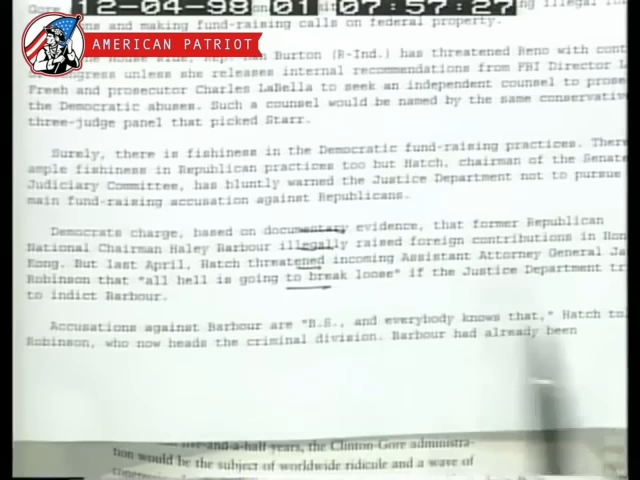 12-04-98 01 07:57:27
Gore
ns and making fund-raising calls on federal property.
AMERICAN PATRIOT
Burton (R-Ind.) has threatened Reno with cont
unless she releases internal recommendations from FBI Director L
Freeh and prosecutor Charles LaBella to seek an independent counsel to prose
the Democratic abuses. Such a counsel would be named by the same conservativ
three-judge panel that picked Starr.
Surely, there is fishiness in the Democratic fund-raising practices. Ther
ample fishiness in Republican practices too but Hatch, chairman of the Senate
Judiciary Committee, has bluntly warned the Justice Department not to pursue
main fund-raising accusation against Republicans.
Democrats charge, based on documentary evidence, that former Republican
National Chairman Haley Barbour illegally raised foreign contributions in Hon
Kong. But last April, Hatch threatened incoming Assistant Attorney General Ja
Robinson that "all hell is going to break loose" if the Justice Department tr
to indict Barbour.
Accusations against Barbour are "B.S., and everybody knows that," Hatch to
Robinson, who now heads the criminal division. Barbour had already been
five-and-a-half years, the Clinton-Gore administra-
tion would be the subject of worldwide ridicule and a wave of